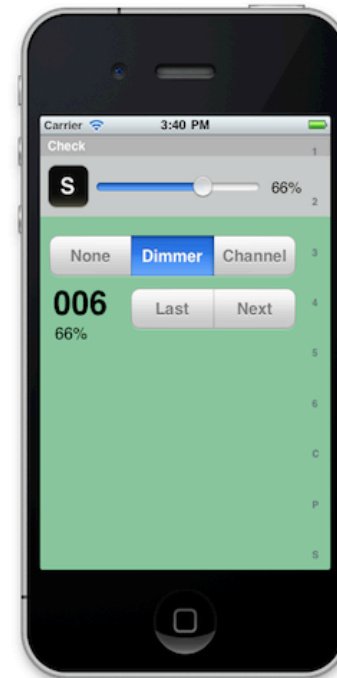 Carrier 3:40 PM
Check
1
S 66%
2
None Dimmer Channel 3
006 Last Next 4
66%
5
6
C
P
S